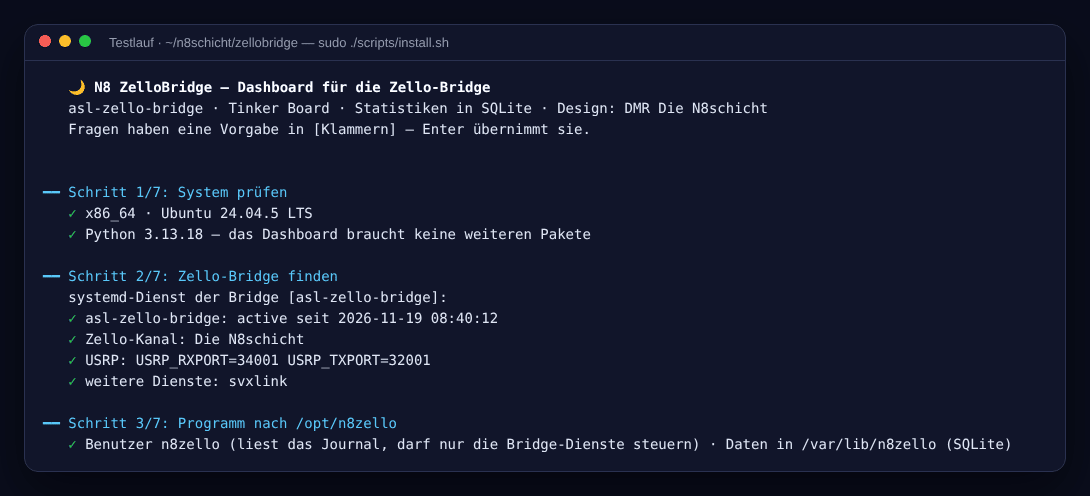 Testlauf · ~/n8schicht/zellobridge — sudo ./scripts/install.sh
🌙 N8 ZelloBridge — Dashboard für die Zello-Bridge
asl-zello-bridge · Tinker Board · Statistiken in SQLite · Design: DMR Die N8schicht
Fragen haben eine Vorgabe in [Klammern] — Enter übernimmt sie.
━━ Schritt 1/7: System prüfen
✓ x86_64 · Ubuntu 24.04.5 LTS
✓ Python 3.13.18 — das Dashboard braucht keine weiteren Pakete
━━ Schritt 2/7: Zello-Bridge finden
systemd-Dienst der Bridge [asl-zello-bridge]:
✓ asl-zello-bridge: active seit 2026-11-19 08:40:12
✓ Zello-Kanal: Die N8schicht
✓ USRP: USRP_RXPORT=34001 USRP_TXPORT=32001
✓ weitere Dienste: svxlink
━━ Schritt 3/7: Programm nach /opt/n8zello
✓ Benutzer n8zello (liest das Journal, darf nur die Bridge-Dienste steuern) · Daten in /var/lib/n8zello (SQLite)